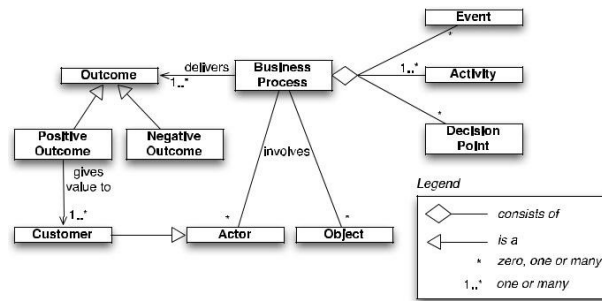 Event
*
delivers
Business
Process
Outcome
1..*
1..*
Activity
*
Decision
Point
Positive
Outcome
Negative
Outcome
involves
gives
value to
Legend
consists of
is a
1..*
*
*
Customer
Actor
Object
* zero, one or many
1..* one or many